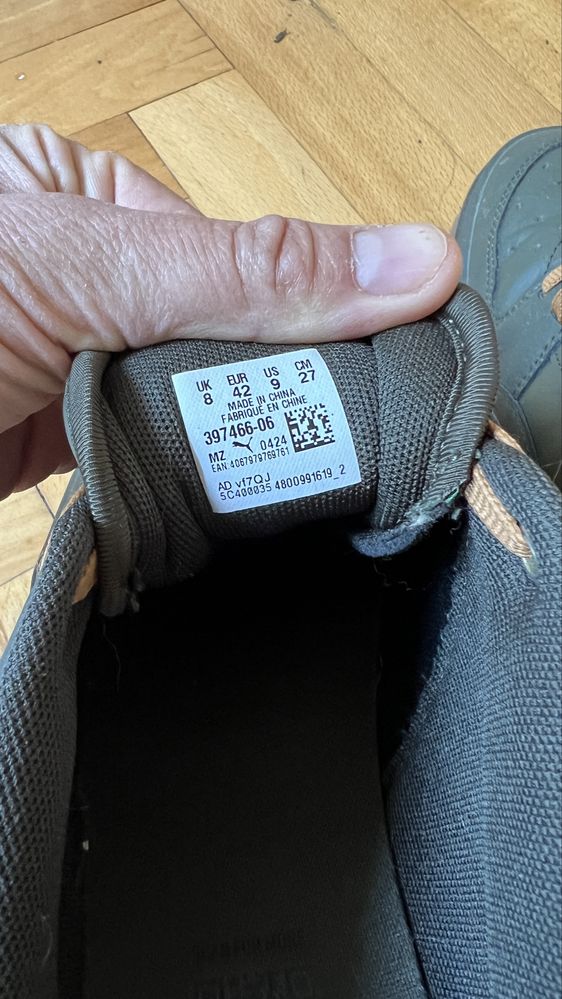 UK EUR US CM
8 42 9 27
MADE IN CHINA
FABRIQUE EN CHINE
397466-06
MZ 0424
EAN:4067979769761
AD vf7QJ
5C400035 4800991619_2